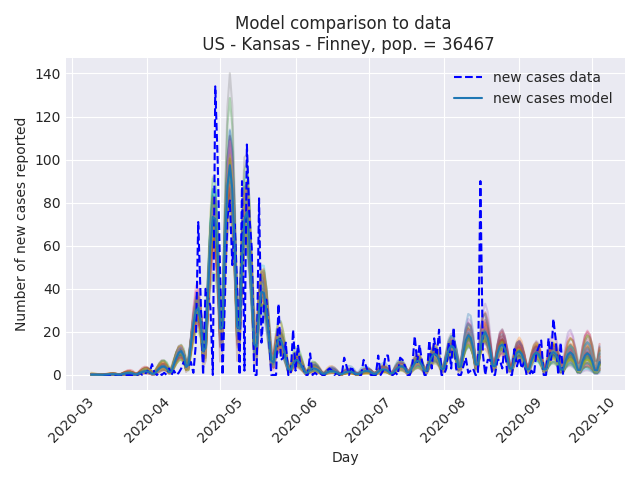 Model comparison to data
US - Kansas - Finney, pop. = 36467
new cases data
new cases model
Number of new cases reported
140
120
100
80
60
40
20
0
2020-03
2020-04
2020-05
2020-06
2020-07
2020-08
2020-09
2020-10
Day